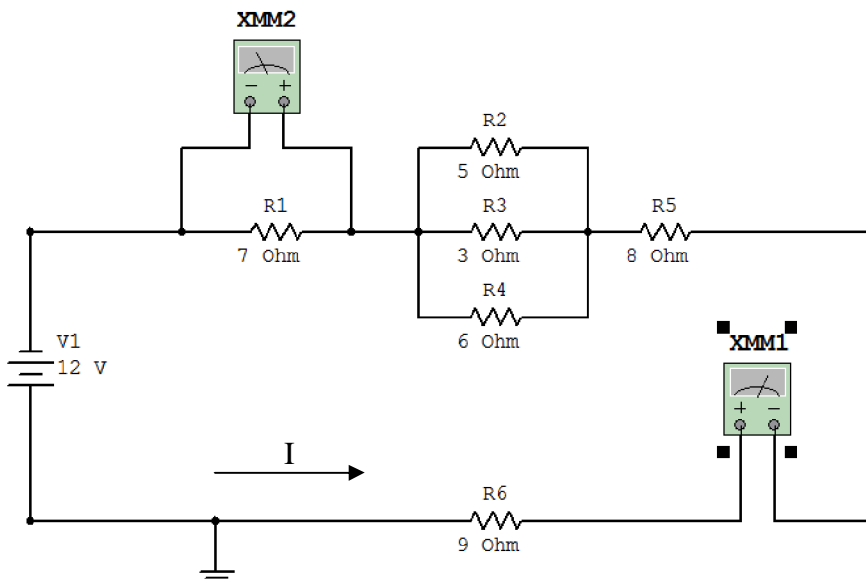 XMM2
- +
R2
5 Ohm
R1
7 Ohm
R3
3 Ohm
R5
8 Ohm
R4
6 Ohm
V1
12 V
XMM1
+ -
I
R6
9 Ohm